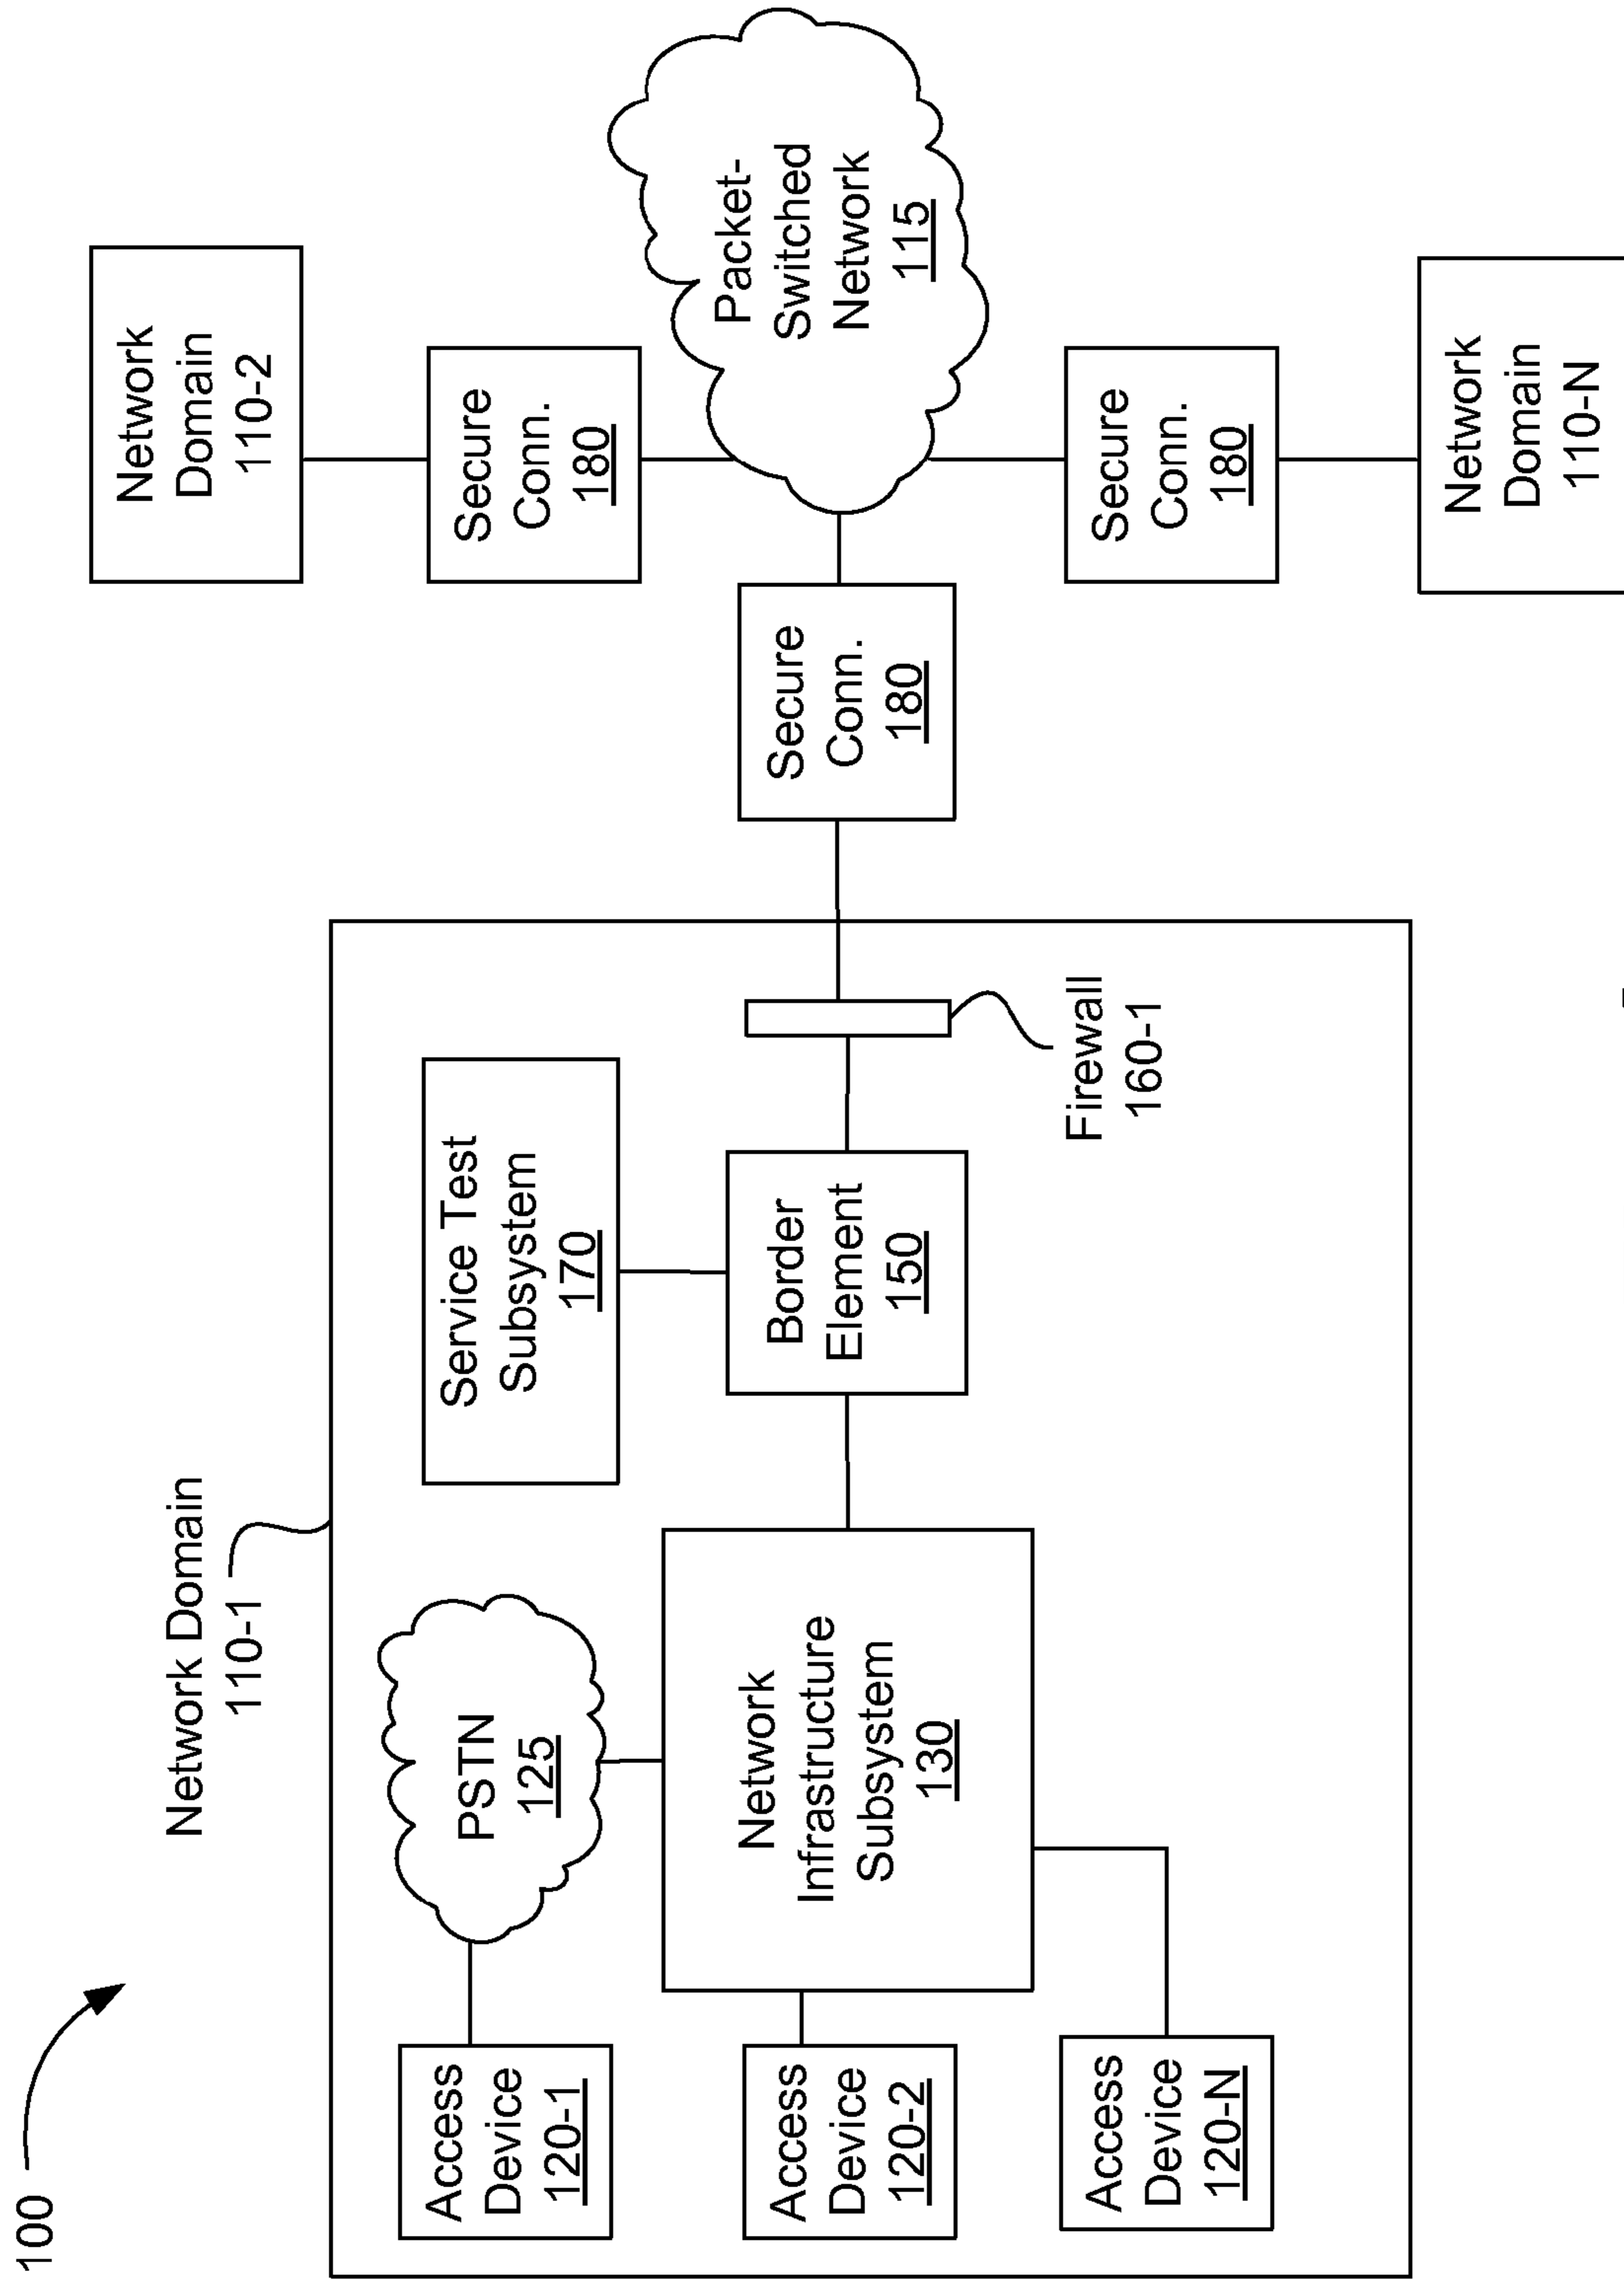 100
Network Domain
110-1
Access
Device
120-1
PSTN
125
Service Test
Subsystem
170
Access
Device
120-2
Network
Infrastructure
Subsystem
130
Border
Element
150
Firewall
160-1
Access
Device
120-N
Secure
Conn.
180
Network
Domain
110-2
Secure
Conn.
180
Packet-
Switched
Network
115
Secure
Conn.
180
Network
Domain
110-N